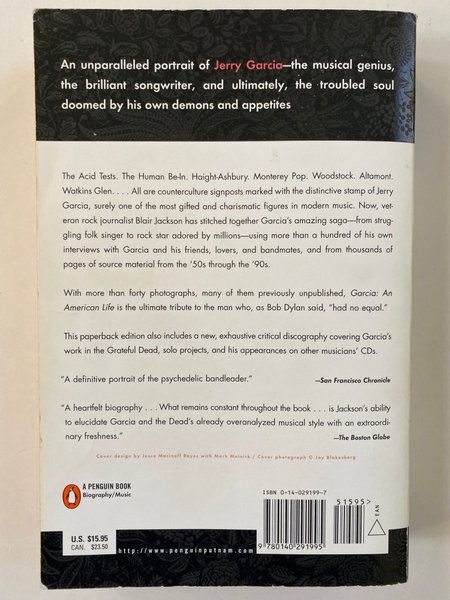 An unparalleled portrait of Jerry Garcia—the musical genius,
the brilliant songwriter, and ultimately, the troubled soul
doomed by his own demons and appetites
The Acid Tests. The Human Be-In. Haight-Ashbury. Monterey Pop. Woodstock. Altamont.
Watkins Glen. . . . All are counterculture signposts marked with the distinctive stamp of Jerry
Garcia, surely one of the most gifted and charismatic figures in modern music. Now, vet-
eran rock journalist Blair Jackson has stitched together Garcia's amazing saga—from strug-
gling folk singer to rock star adored by millions—using more than a hundred of his own
interviews with Garcia and his friends, lovers, and bandmates, and from thousands of
pages of source material from the '50s through the '90s.
With more than forty photographs, many of them previously unpublished, Garcia: An
American Life is the ultimate tribute to the man who, as Bob Dylan said, "had no equal."
This paperback edition also includes a new, exhaustive critical discography covering Garcia's
work in the Grateful Dead, solo projects, and his appearances on other musicians' CDs.
"A definitive portrait of the psychedelic bandleader." —San Francisco Chronicle
"A heartfelt biography . . . What remains constant throughout the book . . . is Jackson's ability
to elucidate Garcia and the Dead's already overanalyzed musical style with an extraordi-
nary freshness." —The Boston Globe
Cover design by Jesse Marinoff Reyes with Mark Melnick / Cover photograph © Jay Blakesberg
A PENGUIN BOOK
Biography/Music
U.S. $15.95
CAN. $23.50
http://www.penguinputnam.com
ISBN 0-14-029199-7
51595>
9 780140 291995
EAN